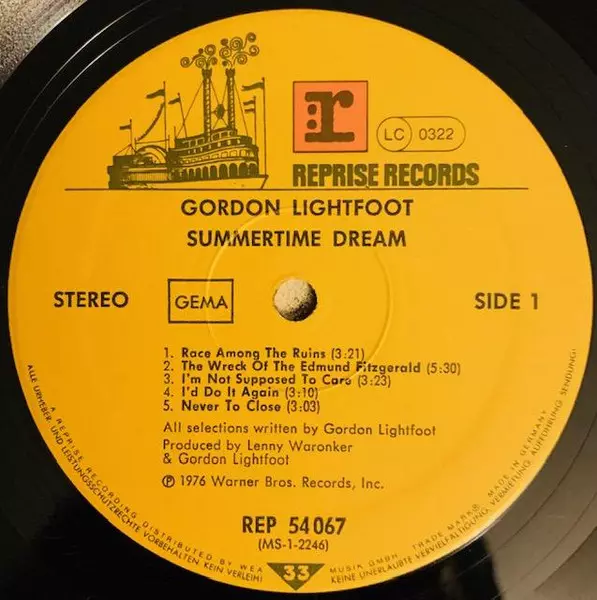 r
LC 0322
REPRISE RECORDS
GORDON LIGHTFOOT
SUMMERTIME DREAM
STEREO GEMA SIDE 1
1. Race Among The Ruins (3:21)
2. The Wreck Of The Edmund Fitzgerald (5:30)
3. I'm Not Supposed To Care (3:23)
4. I'd Do It Again (3:10)
5. Never To Close (3:03)
All selections written by Gordon Lightfoot
Produced by Lenny Waronker
& Gordon Lightfoot
℗ 1976 Warner Bros. Records, Inc.
REP 54 067
(MS-1-2246)
33
A REPRISE RECORDING DISTRIBUTED BY WEA MUSIK GMBH TRADE MARK® MADE IN GERMANY
ALLE URHEBER- UND LEISTUNGSSCHUTZRECHTE VORBEHALTEN KEIN VERLEIH! KEINE UNERLAUBTE VERVIELFÄLTIGUNG, VERMIETUNG, AUFFÜHRUNG, SENDUNG!